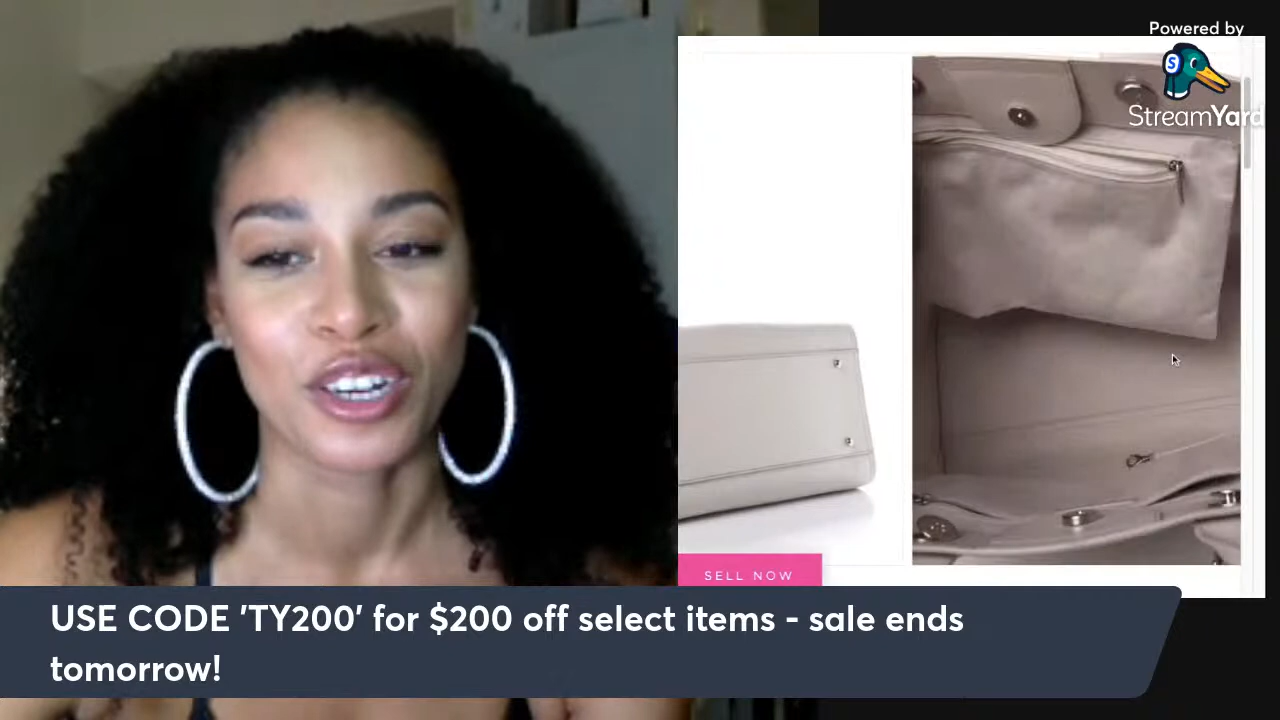 Powered by
S
StreamYard
SELL NOW
USE CODE 'TY200' for $200 off select items - sale ends
tomorrow!